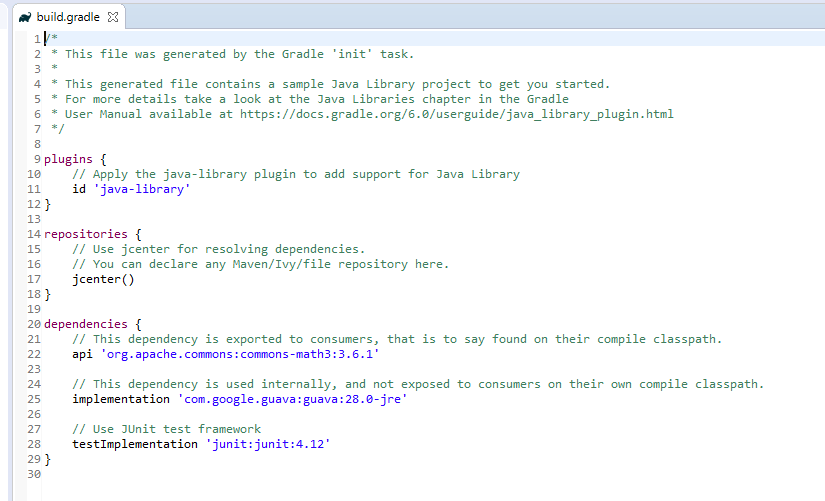 build.gradle
1 /*
2  * This file was generated by the Gradle 'init' task.
3  *
4  * This generated file contains a sample Java Library project to get you started.
5  * For more details take a look at the Java Libraries chapter in the Gradle
6  * User Manual available at https://docs.gradle.org/6.0/userguide/java_library_plugin.html
7  */
8
9 plugins {
10     // Apply the java-library plugin to add support for Java Library
11     id 'java-library'
12 }
13
14 repositories {
15     // Use jcenter for resolving dependencies.
16     // You can declare any Maven/Ivy/file repository here.
17     jcenter()
18 }
19
20 dependencies {
21     // This dependency is exported to consumers, that is to say found on their compile classpath.
22     api 'org.apache.commons:commons-math3:3.6.1'
23
24     // This dependency is used internally, and not exposed to consumers on their own compile classpath.
25     implementation 'com.google.guava:guava:28.0-jre'
26
27     // Use JUnit test framework
28     testImplementation 'junit:junit:4.12'
29 }
30